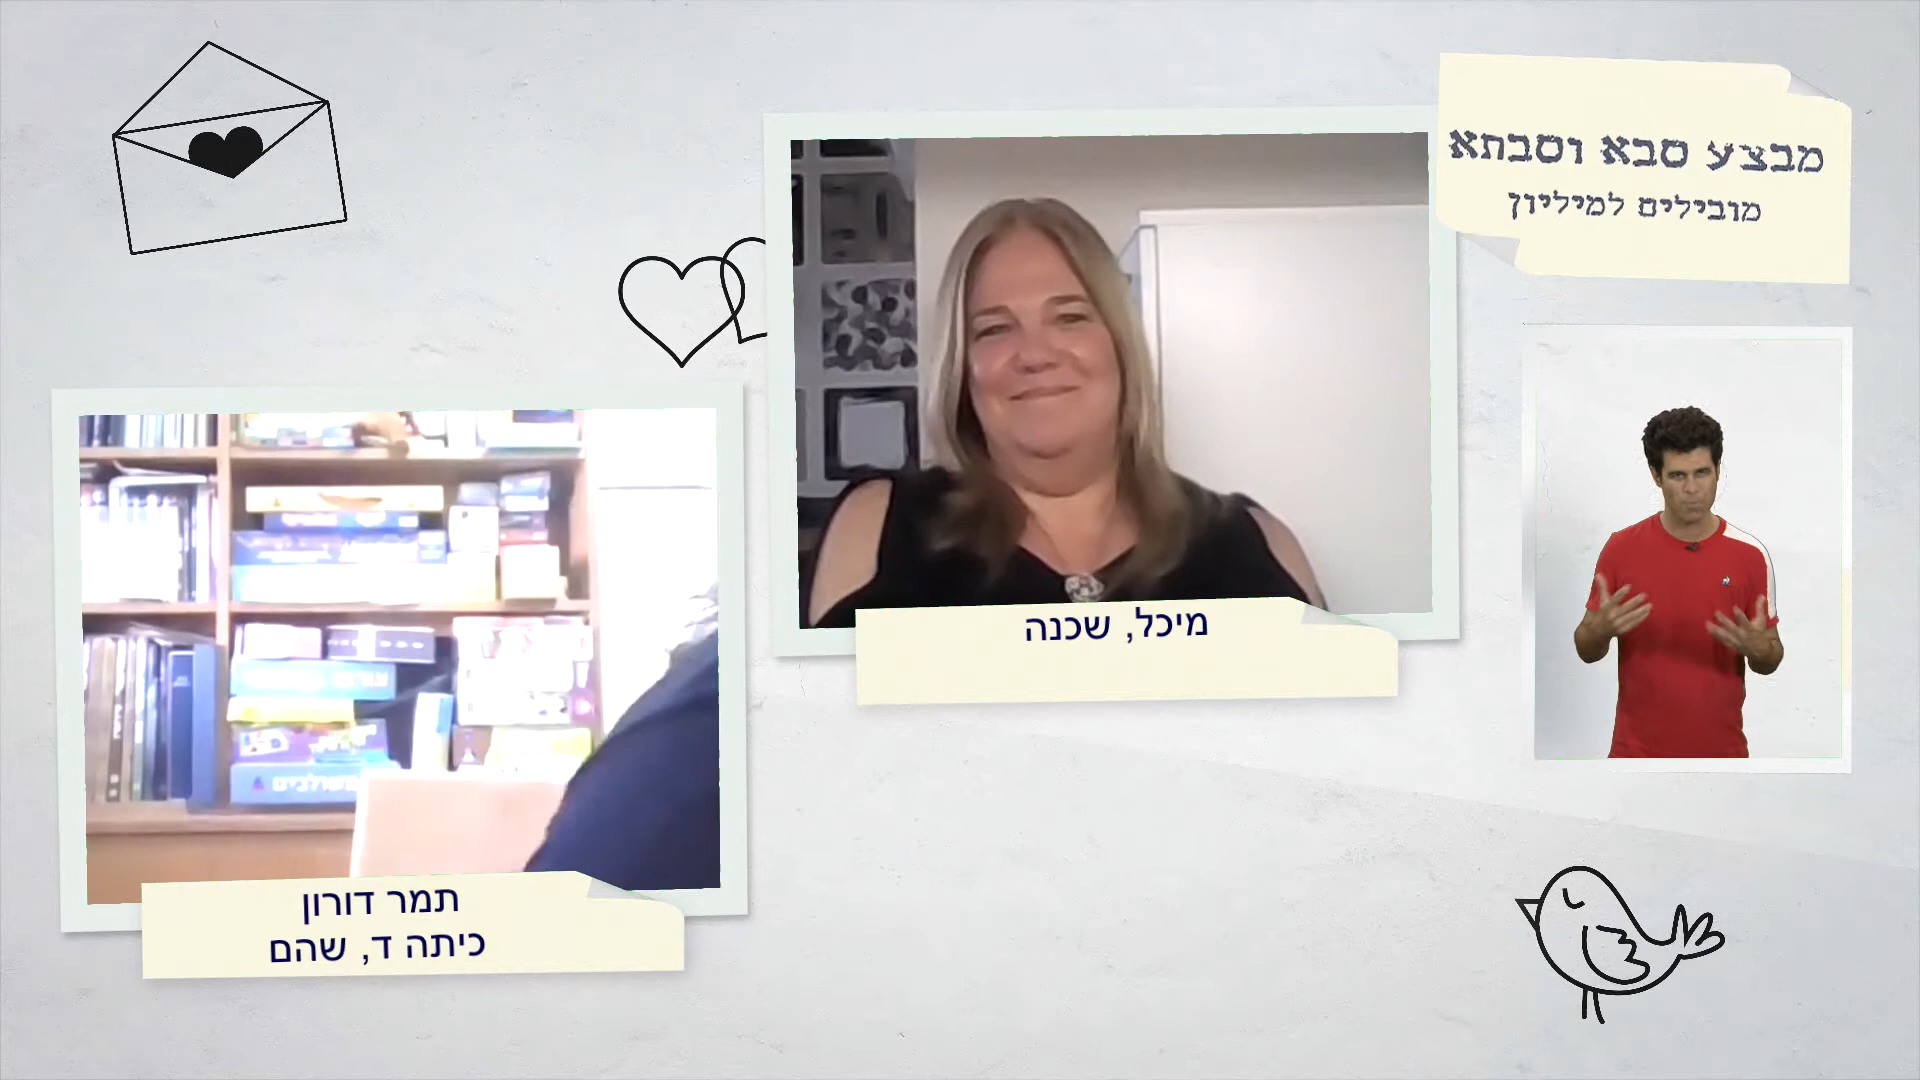 מבצע סבא וסבתא
מובילים למיליון
מיכל, שכנה
תמר דורון
כיתה ד, שהם